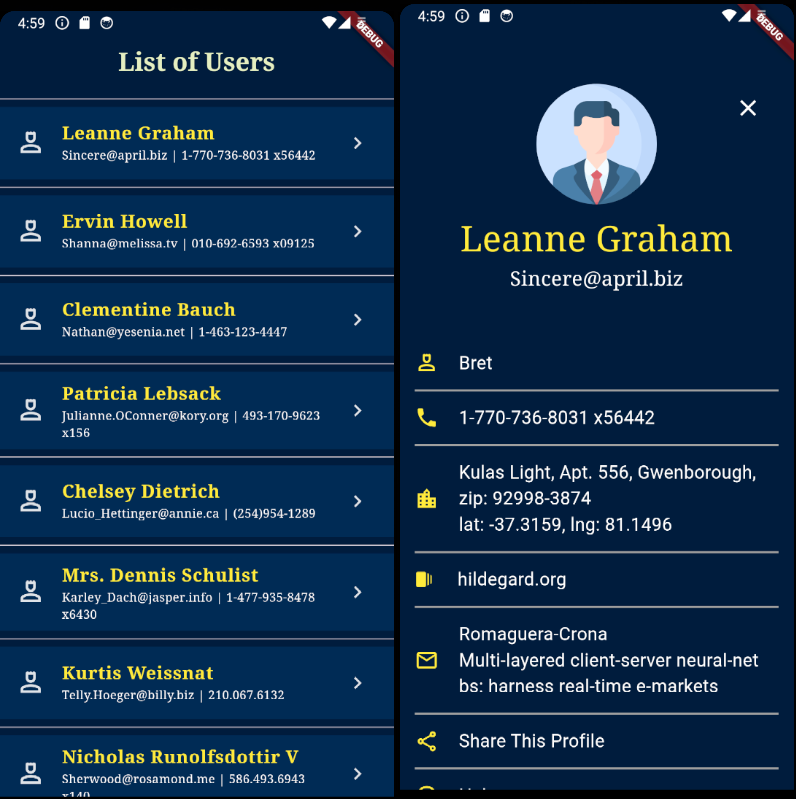 4:59
DEBUG
List of Users
Leanne Graham
Sincere@april.biz | 1-770-736-8031 x56442
Ervin Howell
Shanna@melissa.tv | 010-692-6593 x09125
Clementine Bauch
Nathan@yesenia.net | 1-463-123-4447
Patricia Lebsack
Julianne.OConner@kory.org | 493-170-9623
x156
Chelsey Dietrich
Lucio_Hettinger@annie.ca | (254)954-1289
Mrs. Dennis Schulist
Karley_Dach@jasper.info | 1-477-935-8478
x6430
Kurtis Weissnat
Telly.Hoeger@billy.biz | 210.067.6132
Nicholas Runolfsdottir V
Sherwood@rosamond.me | 586.493.6943
x140
4:59
DEBUG
Leanne Graham
Sincere@april.biz
Bret
1-770-736-8031 x56442
Kulas Light, Apt. 556, Gwenborough,
zip: 92998-3874
lat: -37.3159, lng: 81.1496
hildegard.org
Romaguera-Crona
Multi-layered client-server neural-net
bs: harness real-time e-markets
Share This Profile